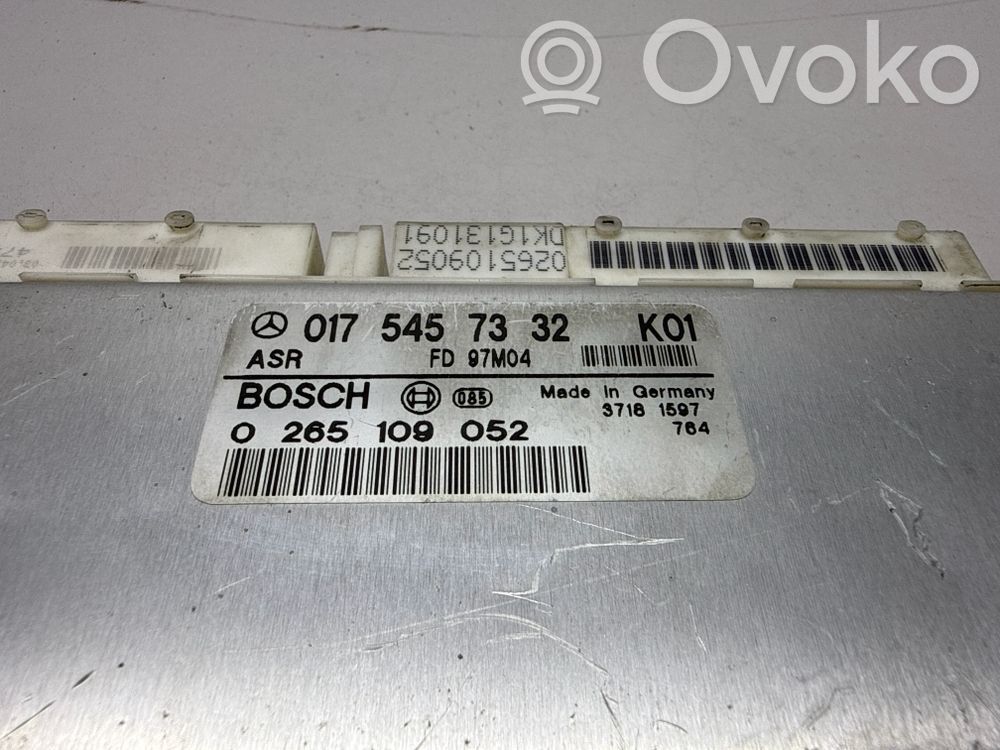 Ovoko
DK1G131091
0265109052
017 545 73 32 K01
ASR FD 97M04
BOSCH 085 Made In Germany
3718 1597
0 265 109 052 764